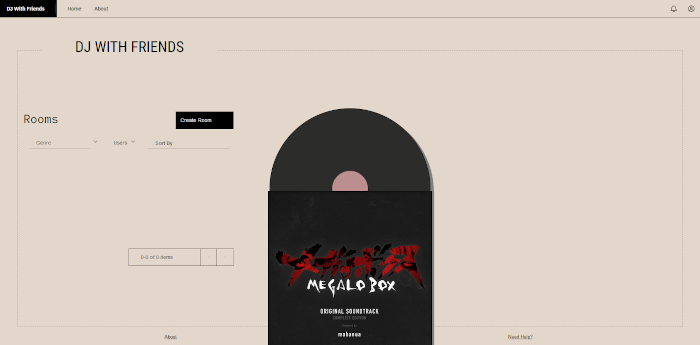 DJ With Friends
Home
About
DJ WITH FRIENDS
Rooms
Create Room
Genre
Users
Sort By
0-0 of 0 items
MEGALO BOX
ORIGINAL SOUNDTRACK
COMPLETE EDITION
mabanua
About
Need Help?